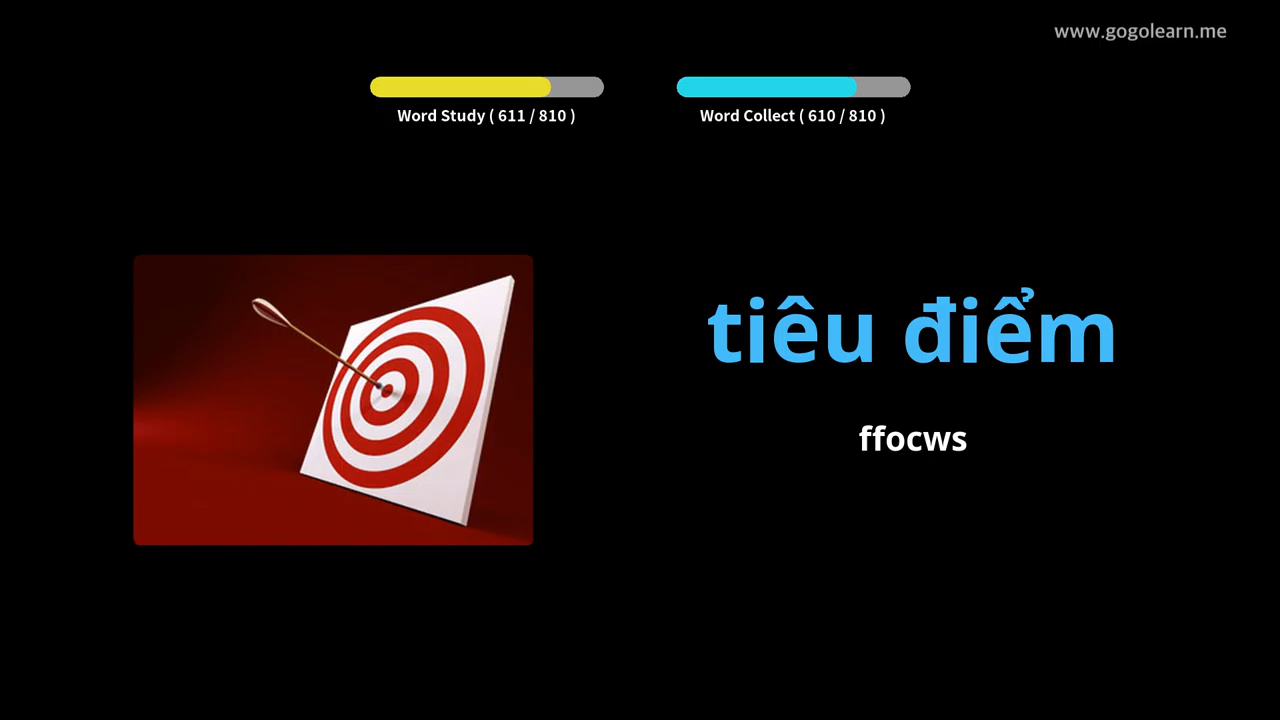 www.gogolearn.me
Word Study ( 611 / 810 )
Word Collect ( 610 / 810 )
tiêu điểm
ffocws